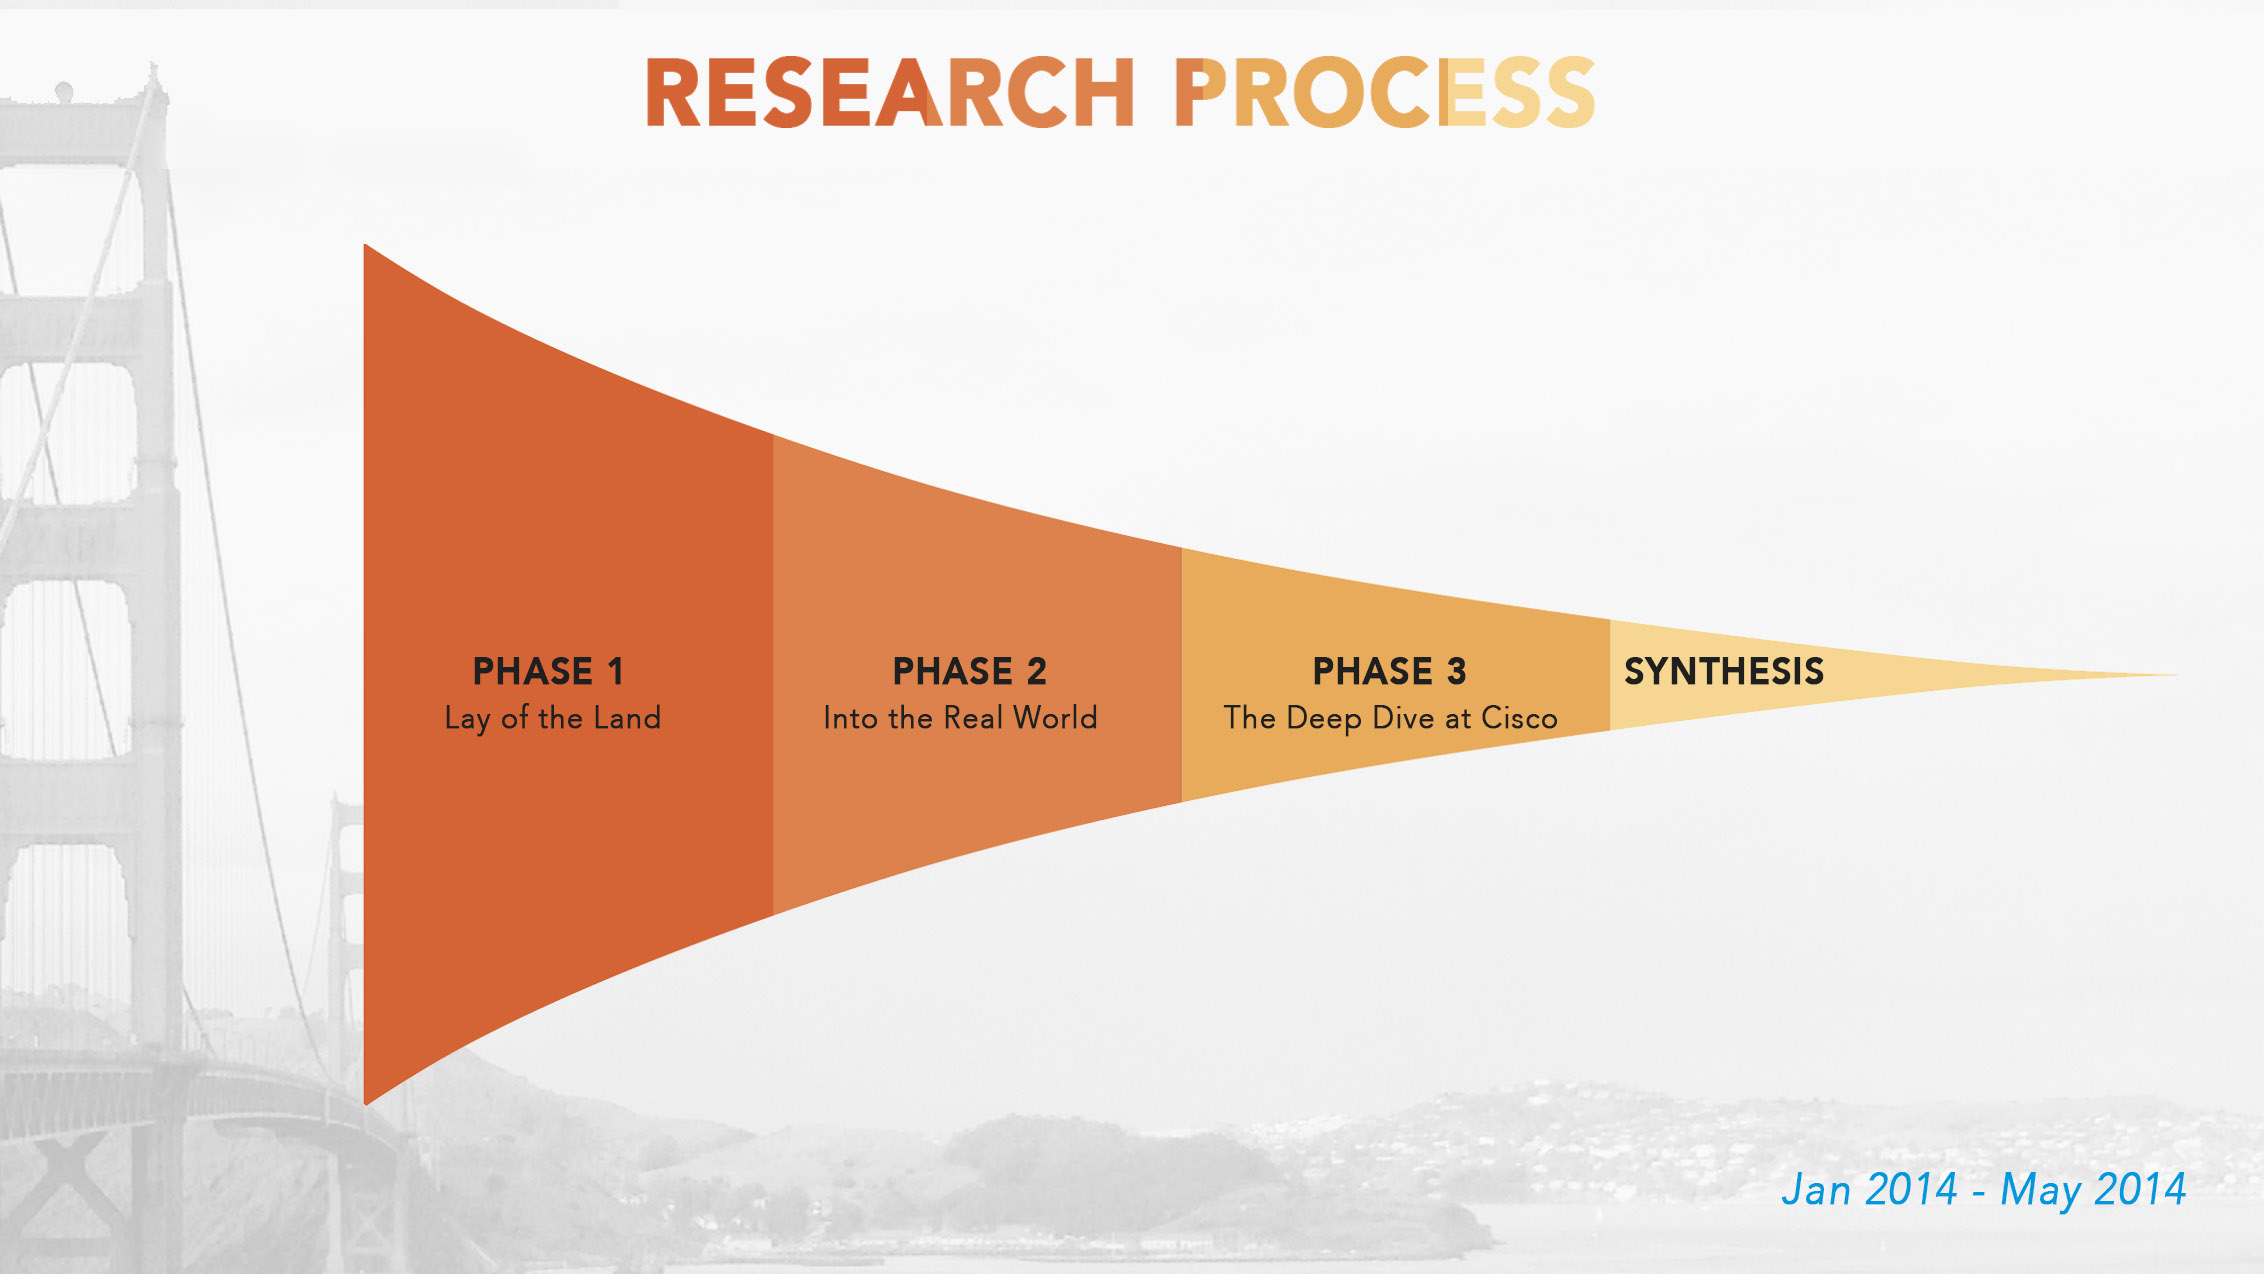 RESEARCH PROCESS
PHASE 1
Lay of the Land
PHASE 2
Into the Real World
PHASE 3
The Deep Dive at Cisco
SYNTHESIS
Jan 2014 - May 2014